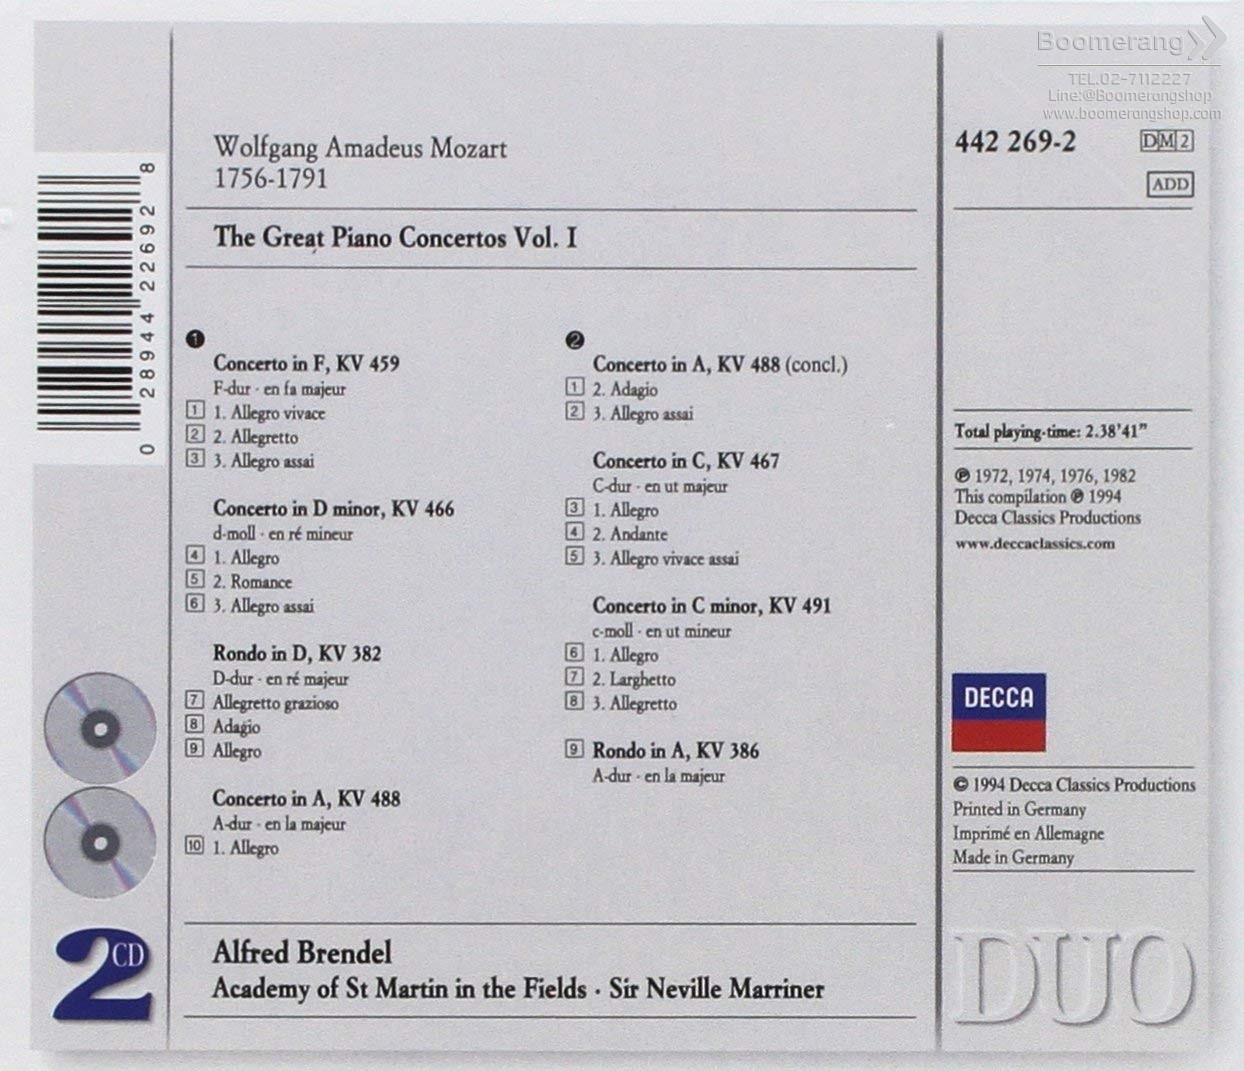 Boomerang
TEL.02-7112227
Line:@Boomerangshop
www.boomerangshop.com
0 28944 22692 8
Wolfgang Amadeus Mozart
1756-1791
The Great Piano Concertos Vol. I
1
Concerto in F, KV 459
F-dur · en fa majeur
1 1. Allegro vivace
2 2. Allegretto
3 3. Allegro assai
Concerto in D minor, KV 466
d-moll · en ré mineur
4 1. Allegro
5 2. Romance
6 3. Allegro assai
Rondo in D, KV 382
D-dur · en ré majeur
7 Allegretto grazioso
8 Adagio
9 Allegro
Concerto in A, KV 488
A-dur · en la majeur
10 1. Allegro
2
Concerto in A, KV 488 (concl.)
1 2. Adagio
2 3. Allegro assai
Concerto in C, KV 467
C-dur · en ut majeur
3 1. Allegro
4 2. Andante
5 3. Allegro vivace assai
Concerto in C minor, KV 491
c-moll · en ut mineur
6 1. Allegro
7 2. Larghetto
8 3. Allegretto
9 Rondo in A, KV 386
A-dur · en la majeur
Alfred Brendel
Academy of St Martin in the Fields · Sir Neville Marriner
2CD
442 269-2 DM2
ADD
Total playing-time: 2.38'41"
℗ 1972, 1974, 1976, 1982
This compilation ℗ 1994
Decca Classics Productions
www.deccaclassics.com
DECCA
© 1994 Decca Classics Productions
Printed in Germany
Imprimé en Allemagne
Made in Germany
DUO